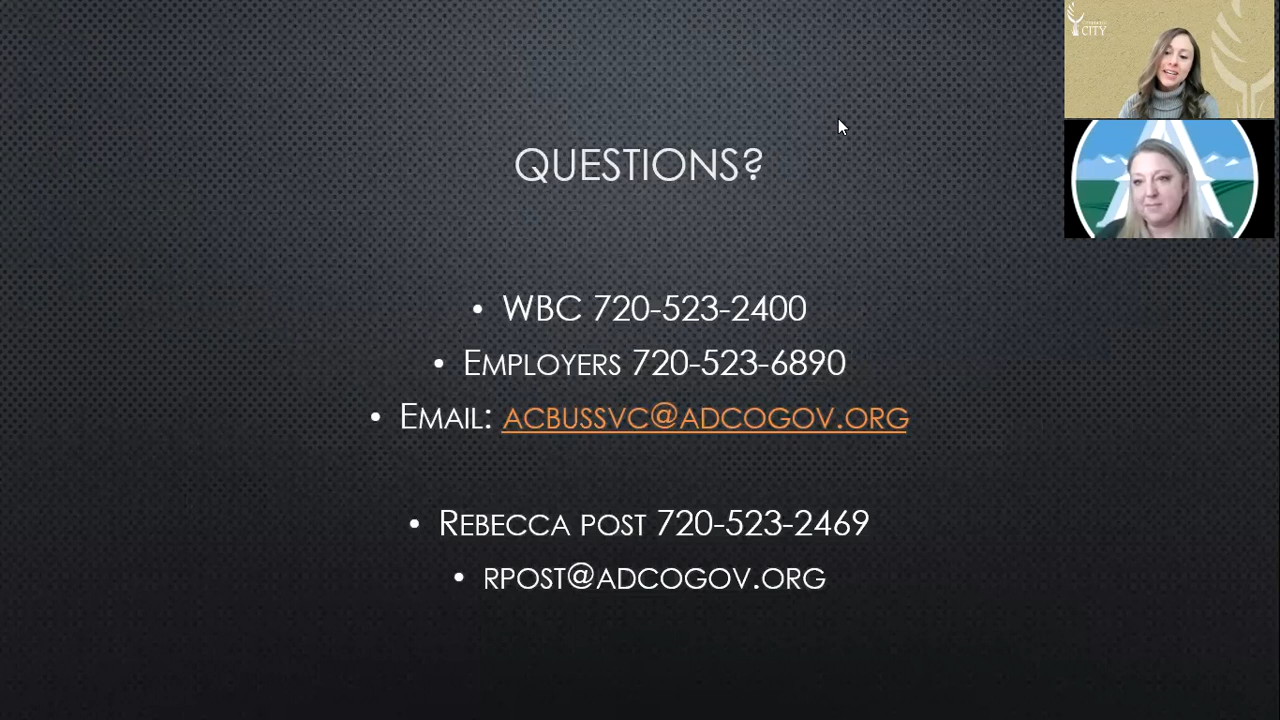 CITY
QUESTIONS?
• WBC 720-523-2400
• EMPLOYERS 720-523-6890
• EMAIL: ACBUSSVC@ADCOGOV.ORG
• REBECCA POST 720-523-2469
• RPOST@ADCOGOV.ORG